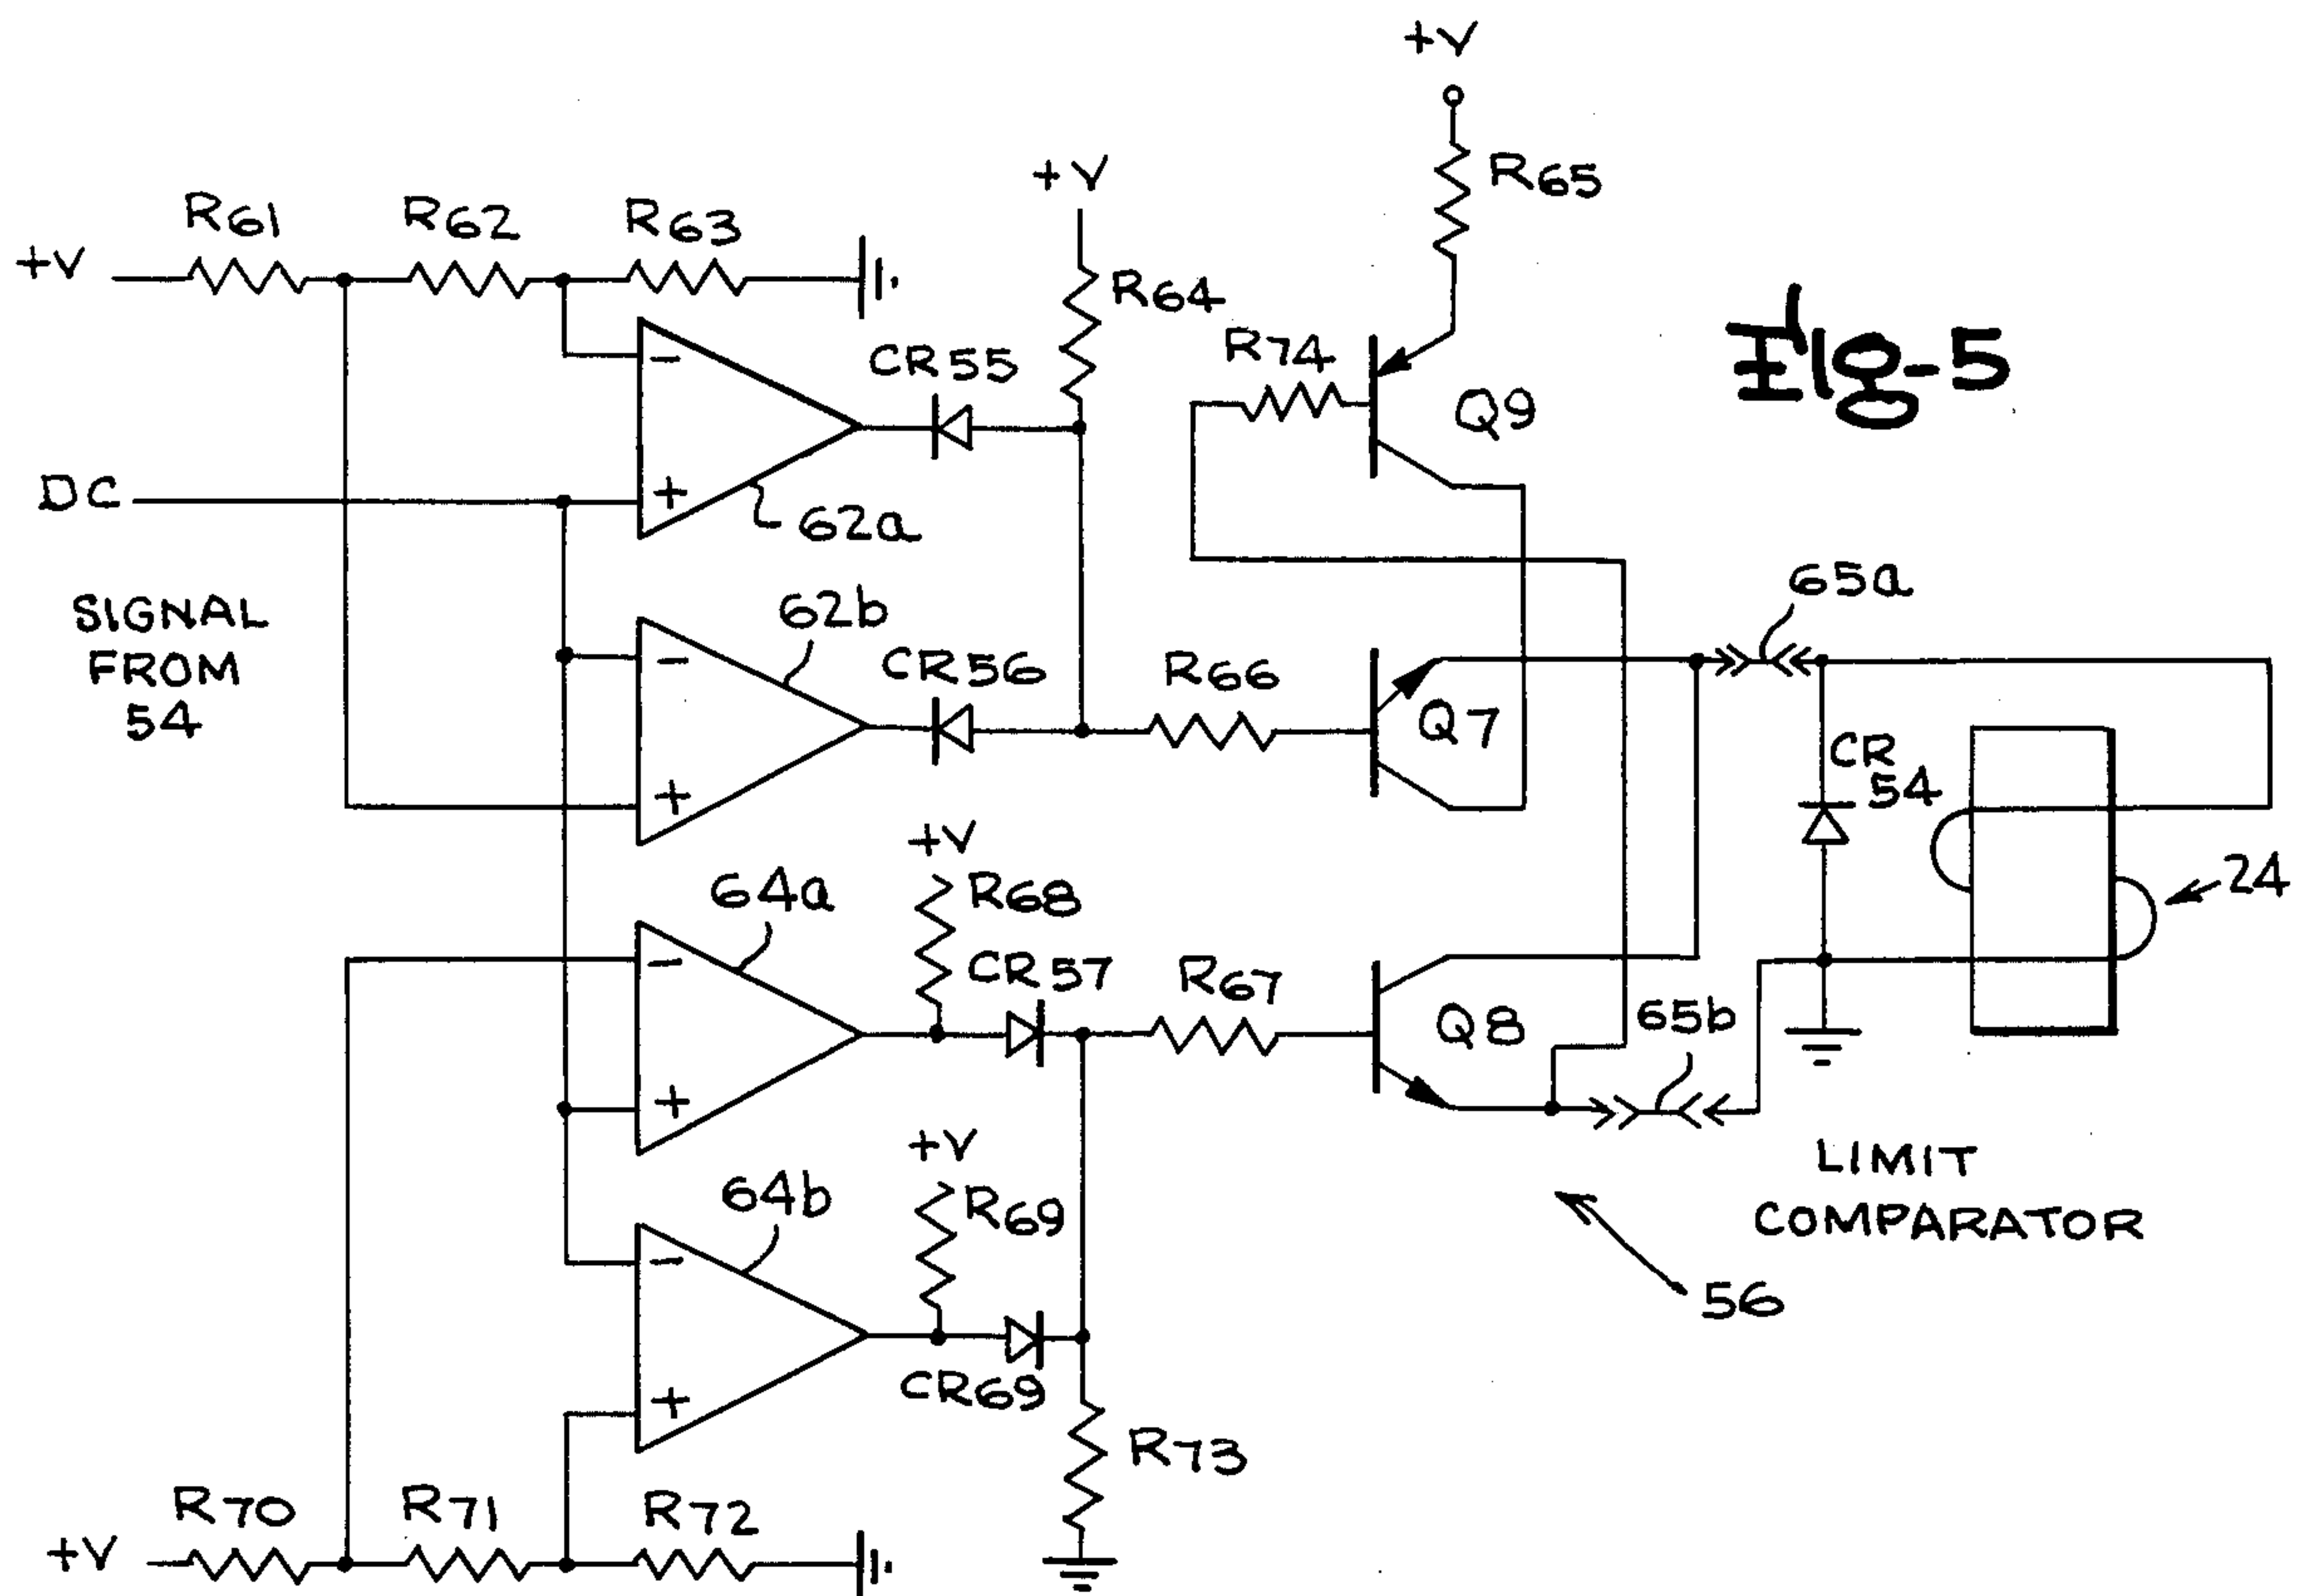 +V
R65
+V
R61
R62
R63
+V
R64
R74
Fig-5
CR55
Q9
DC
62a
SIGNAL
FROM
54
62b
65a
CR56
R66
Q7
CR
54
+V
64a
R68
24
CR57
R67
Q8
65b
+V
LIMIT
COMPARATOR
64b
R69
56
CR69
R73
R70
R71
R72
+V
−
+
−
+
−
+
−
+